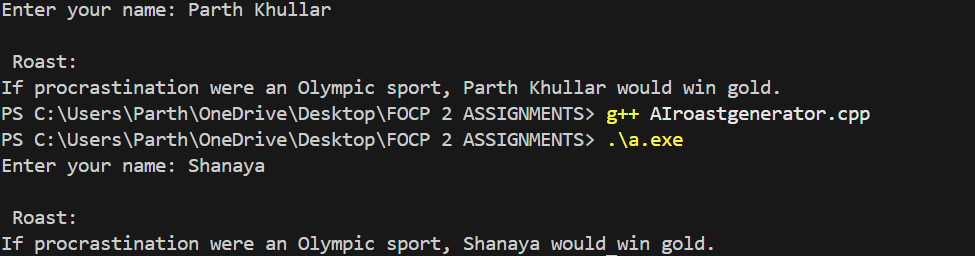 Enter your name: Parth Khullar
Roast:
If procrastination were an Olympic sport, Parth Khullar would win gold.
PS C:\Users\Parth\OneDrive\Desktop\FOCP 2 ASSIGNMENTS> g++ AIroastgenerator.cpp
PS C:\Users\Parth\OneDrive\Desktop\FOCP 2 ASSIGNMENTS> .\a.exe
Enter your name: Shanaya
Roast:
If procrastination were an Olympic sport, Shanaya would win gold.